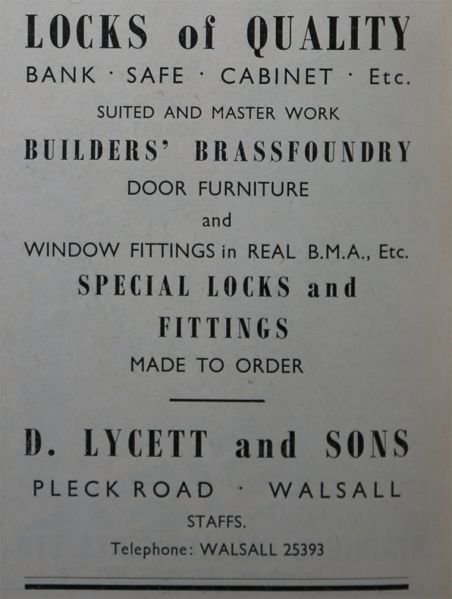 LOCKS of QUALITY
BANK · SAFE · CABINET · Etc.
SUITED AND MASTER WORK
BUILDERS' BRASSFOUNDRY
DOOR FURNITURE
and
WINDOW FITTINGS in REAL B.M.A., Etc.
SPECIAL LOCKS and
FITTINGS
MADE TO ORDER
D. LYCETT and SONS
PLECK ROAD · WALSALL
STAFFS.
Telephone: WALSALL 25393